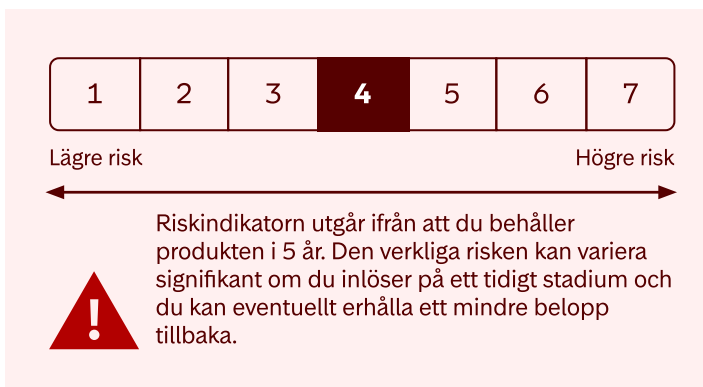 1 2 3 4 5 6 7
Lägre risk Högre risk
Riskindikatorn utgår ifrån att du behåller
produkten i 5 år. Den verkliga risken kan variera
signifikant om du inlöser på ett tidigt stadium och
du kan eventuellt erhålla ett mindre belopp
tillbaka.
!